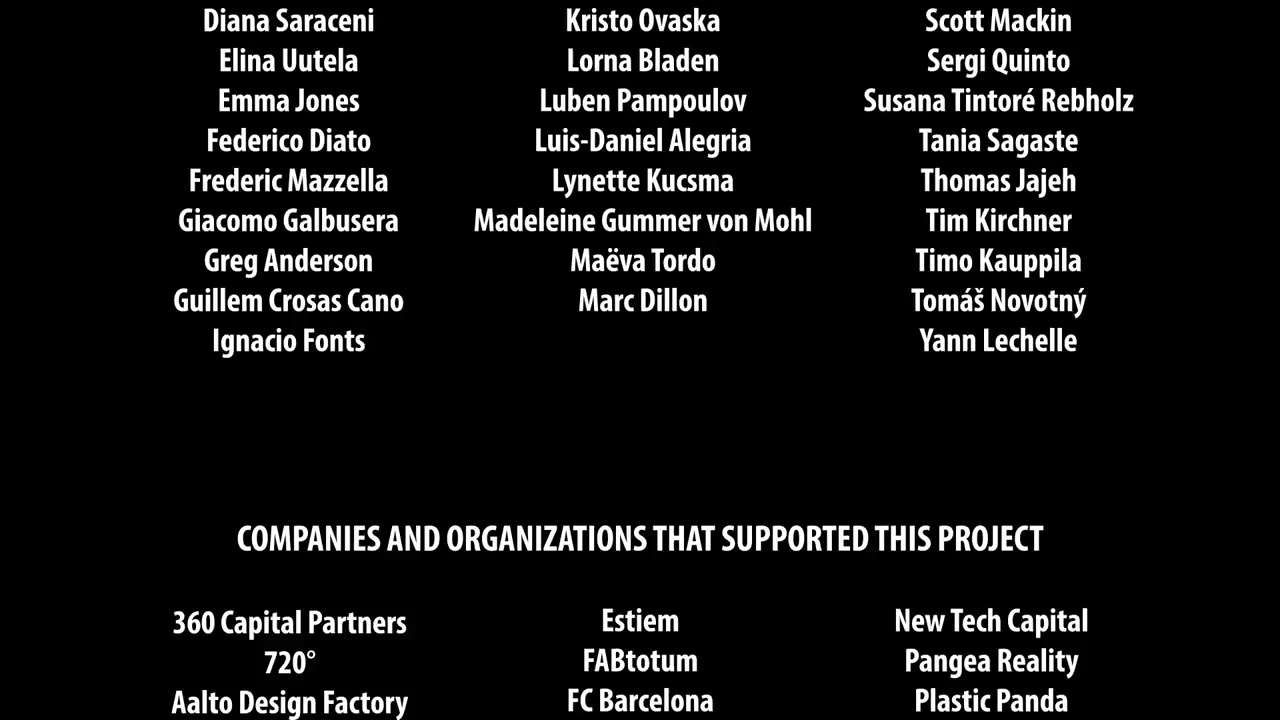 Diana Saraceni
Elina Uutela
Emma Jones
Federico Diato
Frederic Mazzella
Giacomo Galbusera
Greg Anderson
Guillem Crosas Cano
Ignacio Fonts
Kristo Ovaska
Lorna Bladen
Luben Pampoulov
Luis-Daniel Alegria
Lynette Kucsma
Madeleine Gummer von Mohl
Maëva Tordo
Marc Dillon
Scott Mackin
Sergi Quinto
Susana Tintoré Rebholz
Tania Sagaste
Thomas Jajeh
Tim Kirchner
Timo Kauppila
Tomáš Novotný
Yann Lechelle
COMPANIES AND ORGANIZATIONS THAT SUPPORTED THIS PROJECT
360 Capital Partners
720°
Aalto Design Factory
Estiem
FABtotum
FC Barcelona
New Tech Capital
Pangea Reality
Plastic Panda